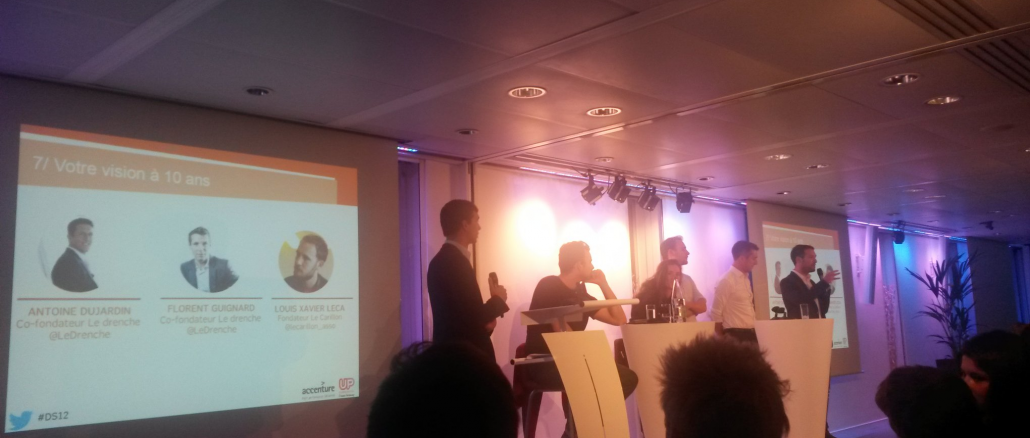 7/ Votre vision à 10 ans
ANTOINE DUJARDIN
Co-fondateur Le drenche
@LeDrenche
FLORENT GUIGNARD
Co-fondateur Le drenche
@LeDrenche
LOUIS XAVIER LECA
Fondateur Le Carillon
accenture
UP
#DS12